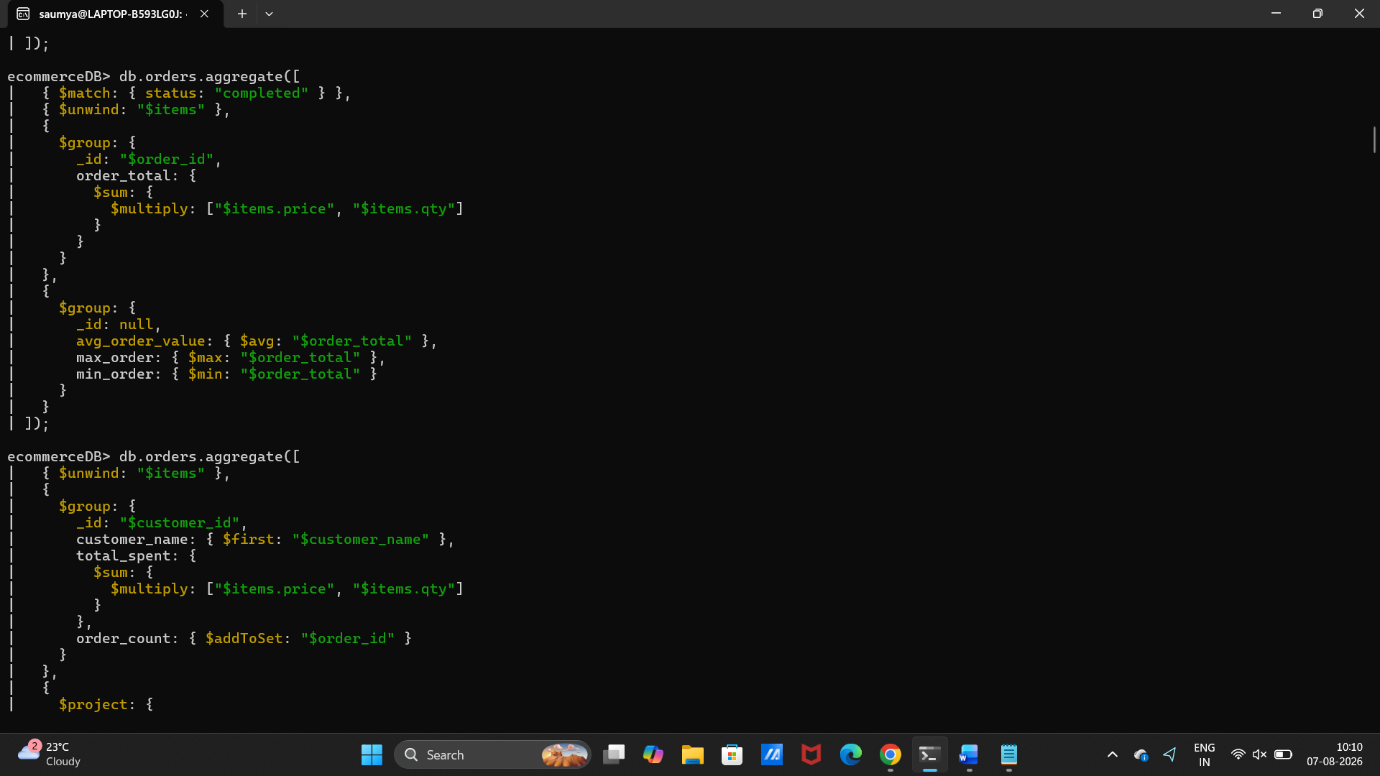 saumya@LAPTOP-B593LG0J: ·
| ]);
ecommerceDB> db.orders.aggregate([
|   { $match: { status: "completed" } },
|   { $unwind: "$items" },
|   {
|     $group: {
|       _id: "$order_id",
|       order_total: {
|         $sum: {
|           $multiply: ["$items.price", "$items.qty"]
|         }
|       }
|     }
|   },
|   {
|     $group: {
|       _id: null,
|       avg_order_value: { $avg: "$order_total" },
|       max_order: { $max: "$order_total" },
|       min_order: { $min: "$order_total" }
|     }
|   }
| ]);
ecommerceDB> db.orders.aggregate([
|   { $unwind: "$items" },
|   {
|     $group: {
|       _id: "$customer_id",
|       customer_name: { $first: "$customer_name" },
|       total_spent: {
|         $sum: {
|           $multiply: ["$items.price", "$items.qty"]
|         }
|       },
|       order_count: { $addToSet: "$order_id" }
|     }
|   },
|   {
|     $project: {
2
23°C
Cloudy
Search
ENG
IN
10:10
07-08-2026